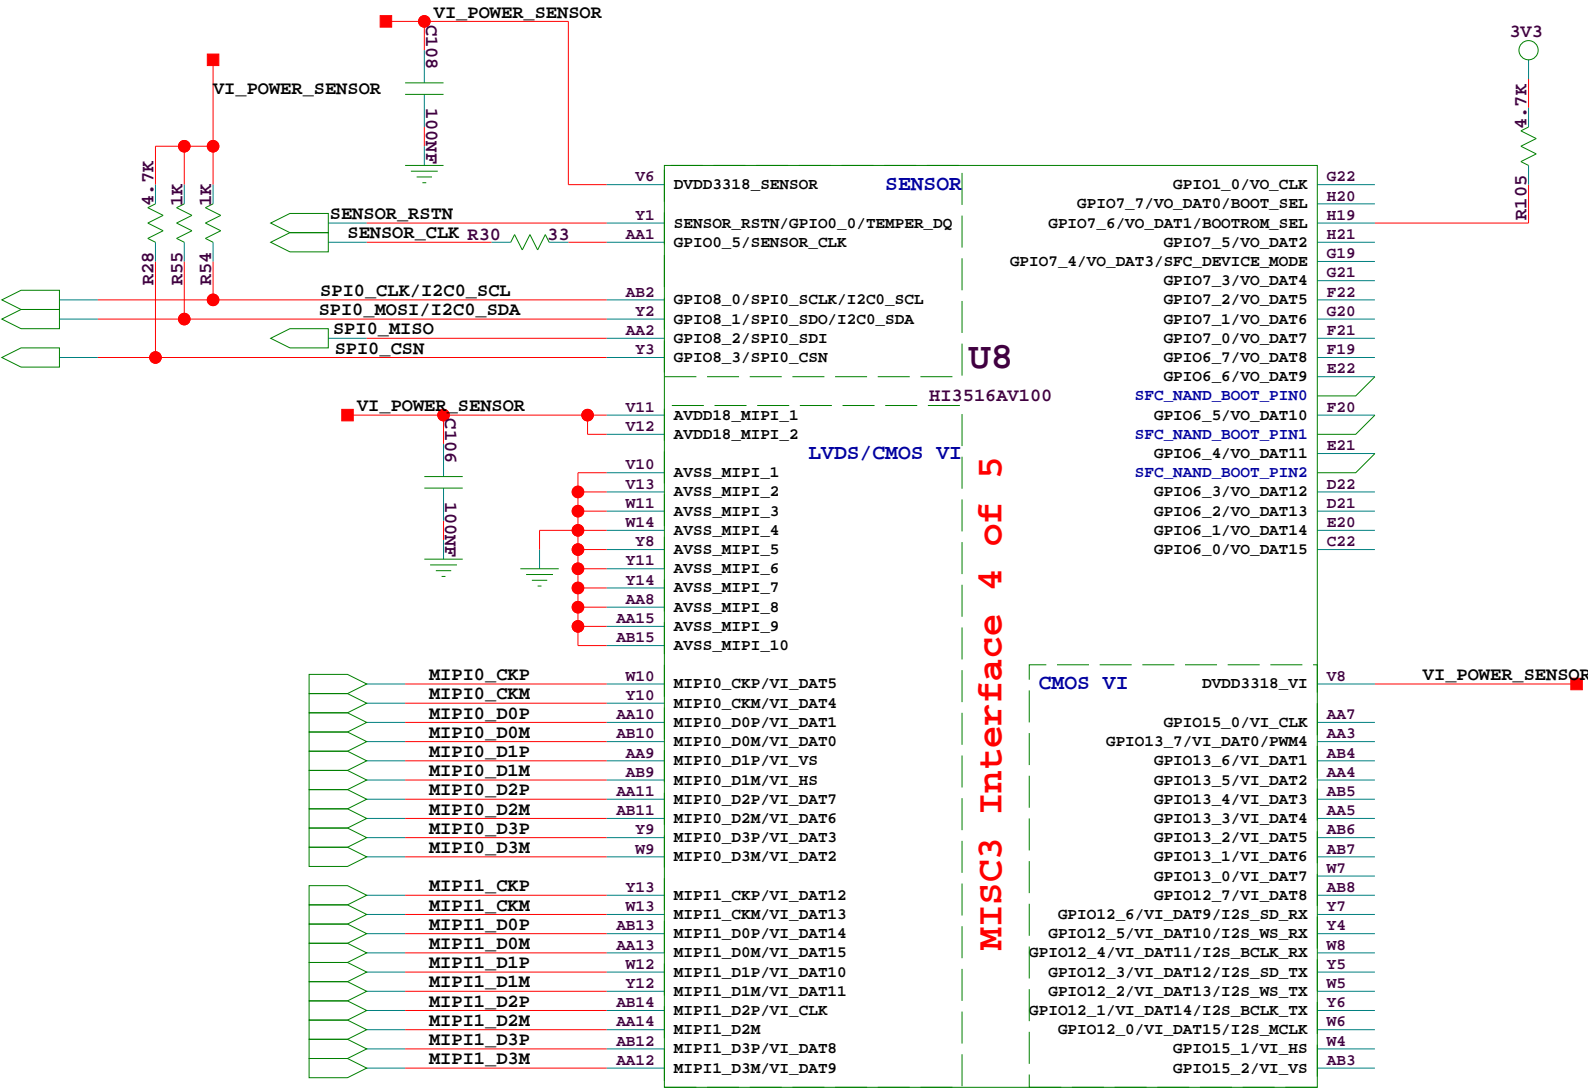 VI_POWER_SENSOR
C108
100NF
3V3
4.7K
R105
VI_POWER_SENSOR
4.7K
1K
1K
R28
R55
R54
SENSOR_RSTN
SENSOR_CLK R30 33
SPI0_CLK/I2C0_SCL
SPI0_MOSI/I2C0_SDA
SPI0_MISO
SPI0_CSN
VI_POWER_SENSOR
C106
100NF
SENSOR
U8
HI3516AV100
LVDS/CMOS VI
MISC3 Interface 4 of 5
V6 DVDD3318_SENSOR
Y1 SENSOR_RSTN/GPIO0_0/TEMPER_DQ
AA1 GPIO0_5/SENSOR_CLK
AB2 GPIO8_0/SPI0_SCLK/I2C0_SCL
Y2 GPIO8_1/SPI0_SDO/I2C0_SDA
AA2 GPIO8_2/SPI0_SDI
Y3 GPIO8_3/SPI0_CSN
V11 AVDD18_MIPI_1
V12 AVDD18_MIPI_2
V10 AVSS_MIPI_1
V13 AVSS_MIPI_2
W11 AVSS_MIPI_3
W14 AVSS_MIPI_4
Y8 AVSS_MIPI_5
Y11 AVSS_MIPI_6
Y14 AVSS_MIPI_7
AA8 AVSS_MIPI_8
AA15 AVSS_MIPI_9
AB15 AVSS_MIPI_10
MIPI0_CKP W10 MIPI0_CKP/VI_DAT5
MIPI0_CKM Y10 MIPI0_CKM/VI_DAT4
MIPI0_D0P AA10 MIPI0_D0P/VI_DAT1
MIPI0_D0M AB10 MIPI0_D0M/VI_DAT0
MIPI0_D1P AA9 MIPI0_D1P/VI_VS
MIPI0_D1M AB9 MIPI0_D1M/VI_HS
MIPI0_D2P AA11 MIPI0_D2P/VI_DAT7
MIPI0_D2M AB11 MIPI0_D2M/VI_DAT6
MIPI0_D3P Y9 MIPI0_D3P/VI_DAT3
MIPI0_D3M W9 MIPI0_D3M/VI_DAT2
MIPI1_CKP Y13 MIPI1_CKP/VI_DAT12
MIPI1_CKM W13 MIPI1_CKM/VI_DAT13
MIPI1_D0P AB13 MIPI1_D0P/VI_DAT14
MIPI1_D0M AA13 MIPI1_D0M/VI_DAT15
MIPI1_D1P W12 MIPI1_D1P/VI_DAT10
MIPI1_D1M Y12 MIPI1_D1M/VI_DAT11
MIPI1_D2P AB14 MIPI1_D2P/VI_CLK
MIPI1_D2M AA14 MIPI1_D2M
MIPI1_D3P AB12 MIPI1_D3P/VI_DAT8
MIPI1_D3M AA12 MIPI1_D3M/VI_DAT9
GPIO1_0/VO_CLK G22
GPIO7_7/VO_DAT0/BOOT_SEL H20
GPIO7_6/VO_DAT1/BOOTROM_SEL H19
GPIO7_5/VO_DAT2 H21
GPIO7_4/VO_DAT3/SFC_DEVICE_MODE G19
GPIO7_3/VO_DAT4 G21
GPIO7_2/VO_DAT5 F22
GPIO7_1/VO_DAT6 G20
GPIO7_0/VO_DAT7 F21
GPIO6_7/VO_DAT8 F19
GPIO6_6/VO_DAT9 E22
SFC_NAND_BOOT_PIN0
GPIO6_5/VO_DAT10 F20
SFC_NAND_BOOT_PIN1
GPIO6_4/VO_DAT11 E21
SFC_NAND_BOOT_PIN2
GPIO6_3/VO_DAT12 D22
GPIO6_2/VO_DAT13 D21
GPIO6_1/VO_DAT14 E20
GPIO6_0/VO_DAT15 C22
CMOS VI
DVDD3318_VI V8 VI_POWER_SENSOR
GPIO15_0/VI_CLK AA7
GPIO13_7/VI_DAT0/PWM4 AA3
GPIO13_6/VI_DAT1 AB4
GPIO13_5/VI_DAT2 AA4
GPIO13_4/VI_DAT3 AB5
GPIO13_3/VI_DAT4 AA5
GPIO13_2/VI_DAT5 AB6
GPIO13_1/VI_DAT6 AB7
GPIO13_0/VI_DAT7 W7
GPIO12_7/VI_DAT8 AB8
GPIO12_6/VI_DAT9/I2S_SD_RX Y7
GPIO12_5/VI_DAT10/I2S_WS_RX Y4
GPIO12_4/VI_DAT11/I2S_BCLK_RX W8
GPIO12_3/VI_DAT12/I2S_SD_TX Y5
GPIO12_2/VI_DAT13/I2S_WS_TX W5
GPIO12_1/VI_DAT14/I2S_BCLK_TX Y6
GPIO12_0/VI_DAT15/I2S_MCLK W6
GPIO15_1/VI_HS W4
GPIO15_2/VI_VS AB3